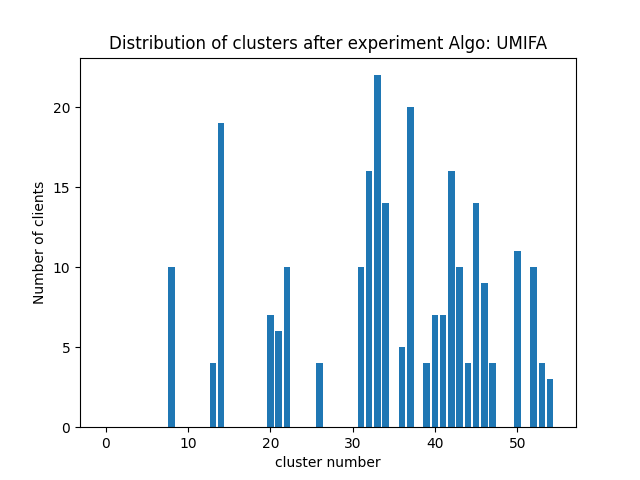 Distribution of clusters after experiment Algo: UMIFA
Number of clients
20
15
10
5
0
0 10 20 30 40 50
cluster number